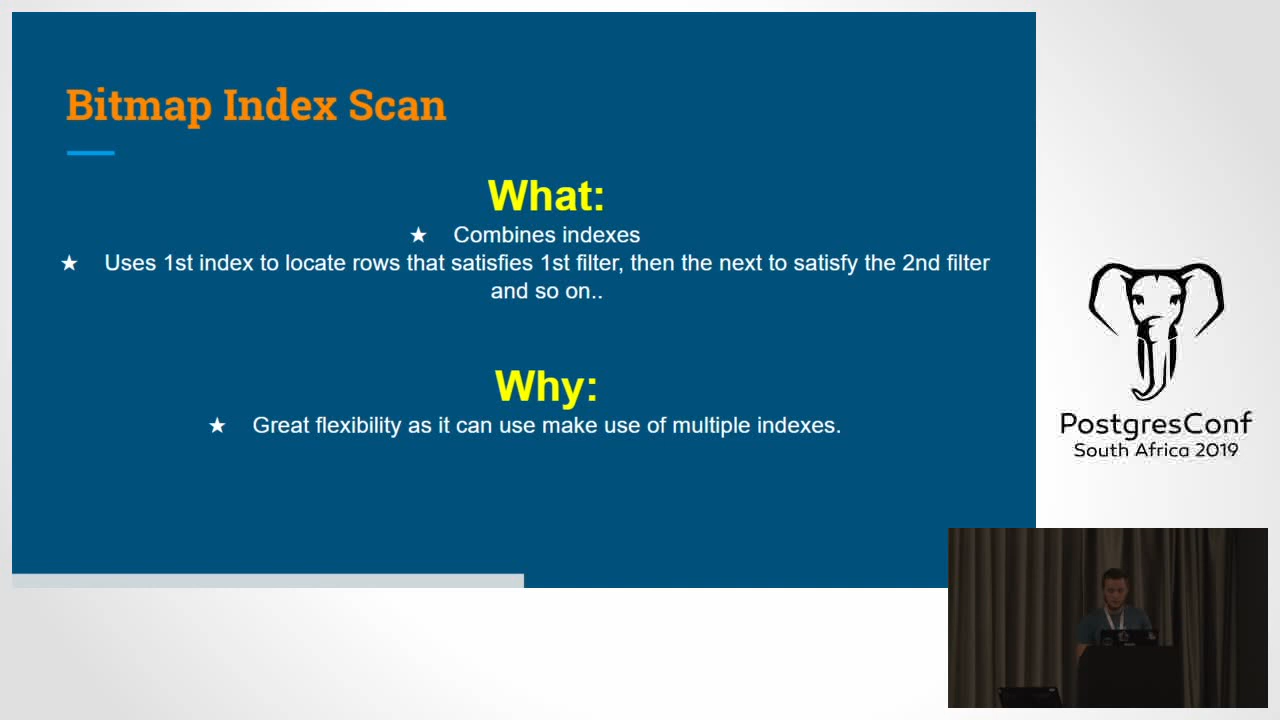 Bitmap Index Scan
What:
★ Combines indexes
★ Uses 1st index to locate rows that satisfies 1st filter, then the next to satisfy the 2nd filter
and so on..
Why:
★ Great flexibility as it can use make use of multiple indexes.
PostgresConf
South Africa 2019